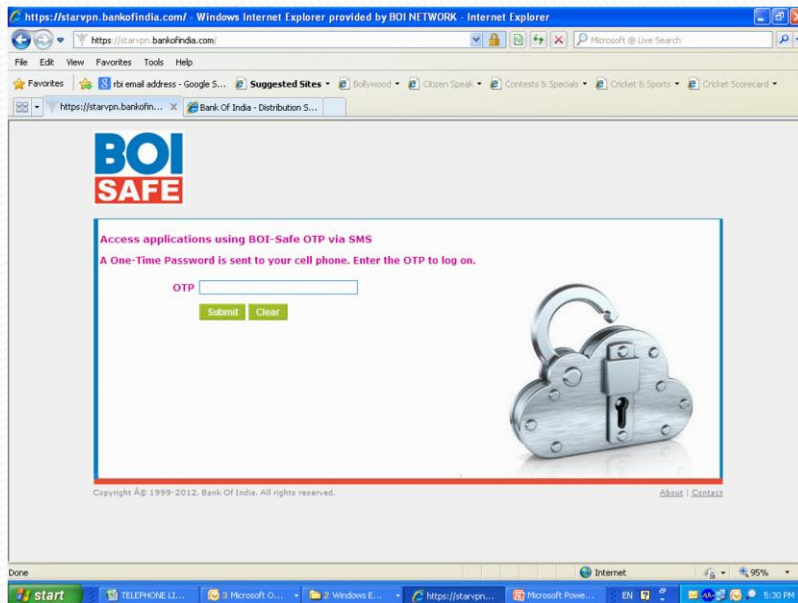 https://starvpn.bankofindia.com/ - Windows Internet Explorer provided by BOI NETWORK - Internet Explorer
https://starvpn.bankofindia.com/
Microsoft ® Live Search
File Edit View Favorites Tools Help
Favorites rbi email address - Google S... Suggested Sites Bollywood Citizen Speak Contests & Specials Cricket & Sports Cricket Scorecard
https://starvpn.bankofin... Bank Of India - Distribution S...
BOI
SAFE
Access applications using BOI-Safe OTP via SMS
A One-Time Password is sent to your cell phone. Enter the OTP to log on.
OTP
Submit Clear
Copyright Â© 1999-2012. Bank Of India. All rights reserved. About | Contact
Done Internet 95%
start TELEPHONE LI... 3 Microsoft O... 2 Windows E... https://starvpn... Microsoft Powe... EN 5:30 PM